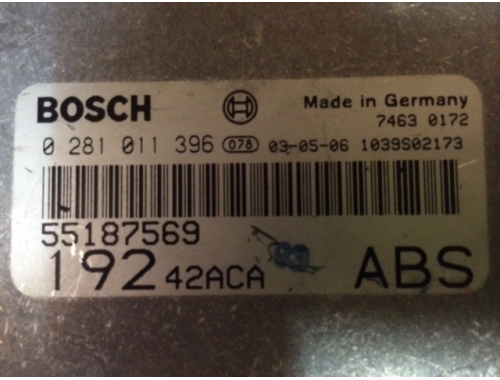 BOSCH Made in Germany
7463 0172
0 281 011 396 078 03-05-06 1039S02173
55187569
192 42ACA ABS